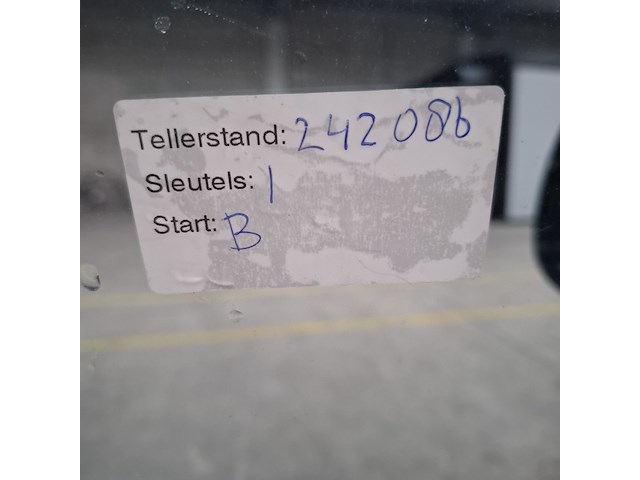 Tellerstand: 242086
Sleutels: 1
Start: B